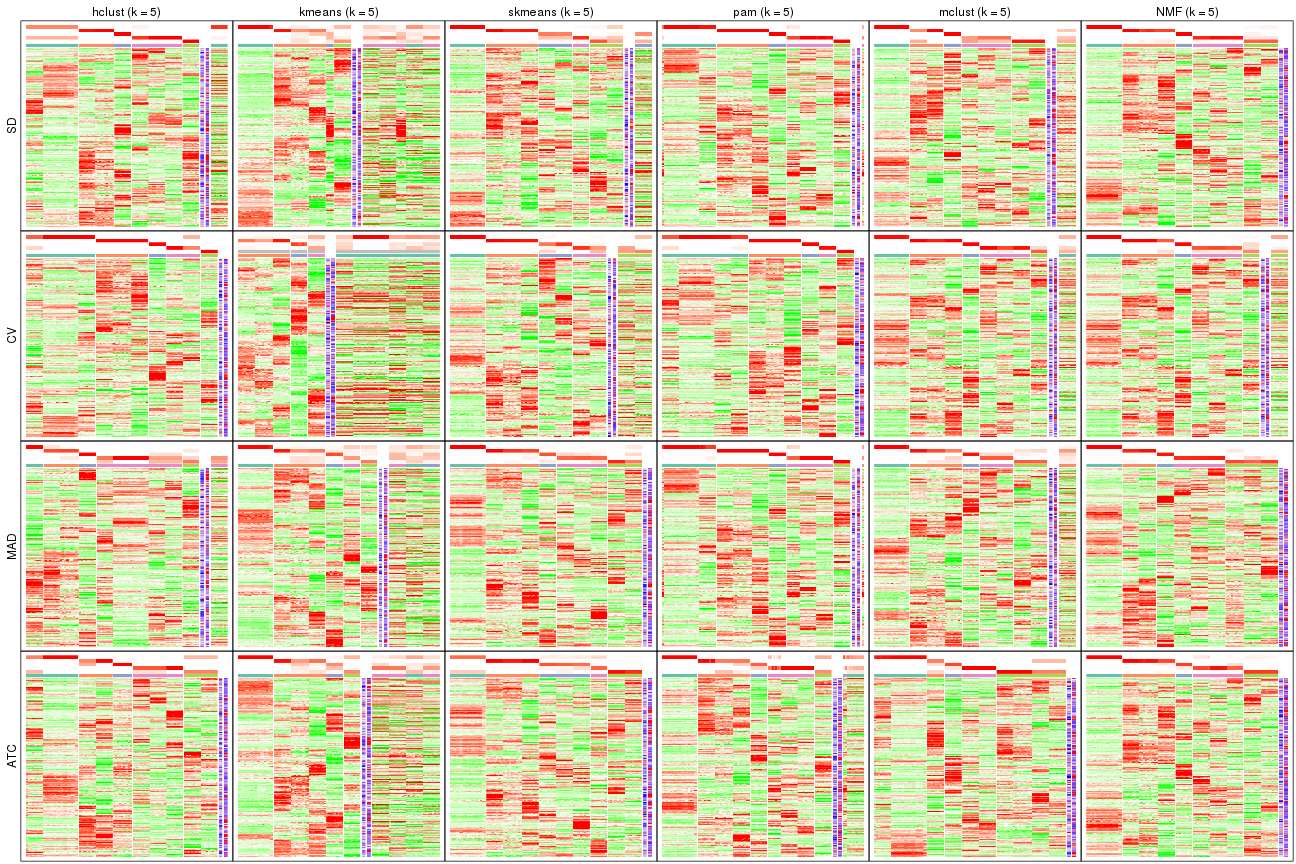 hclust (k = 5) kmeans (k = 5) skmeans (k = 5) pam (k = 5) mclust (k = 5) NMF (k = 5)
SD
CV
MAD
ATC